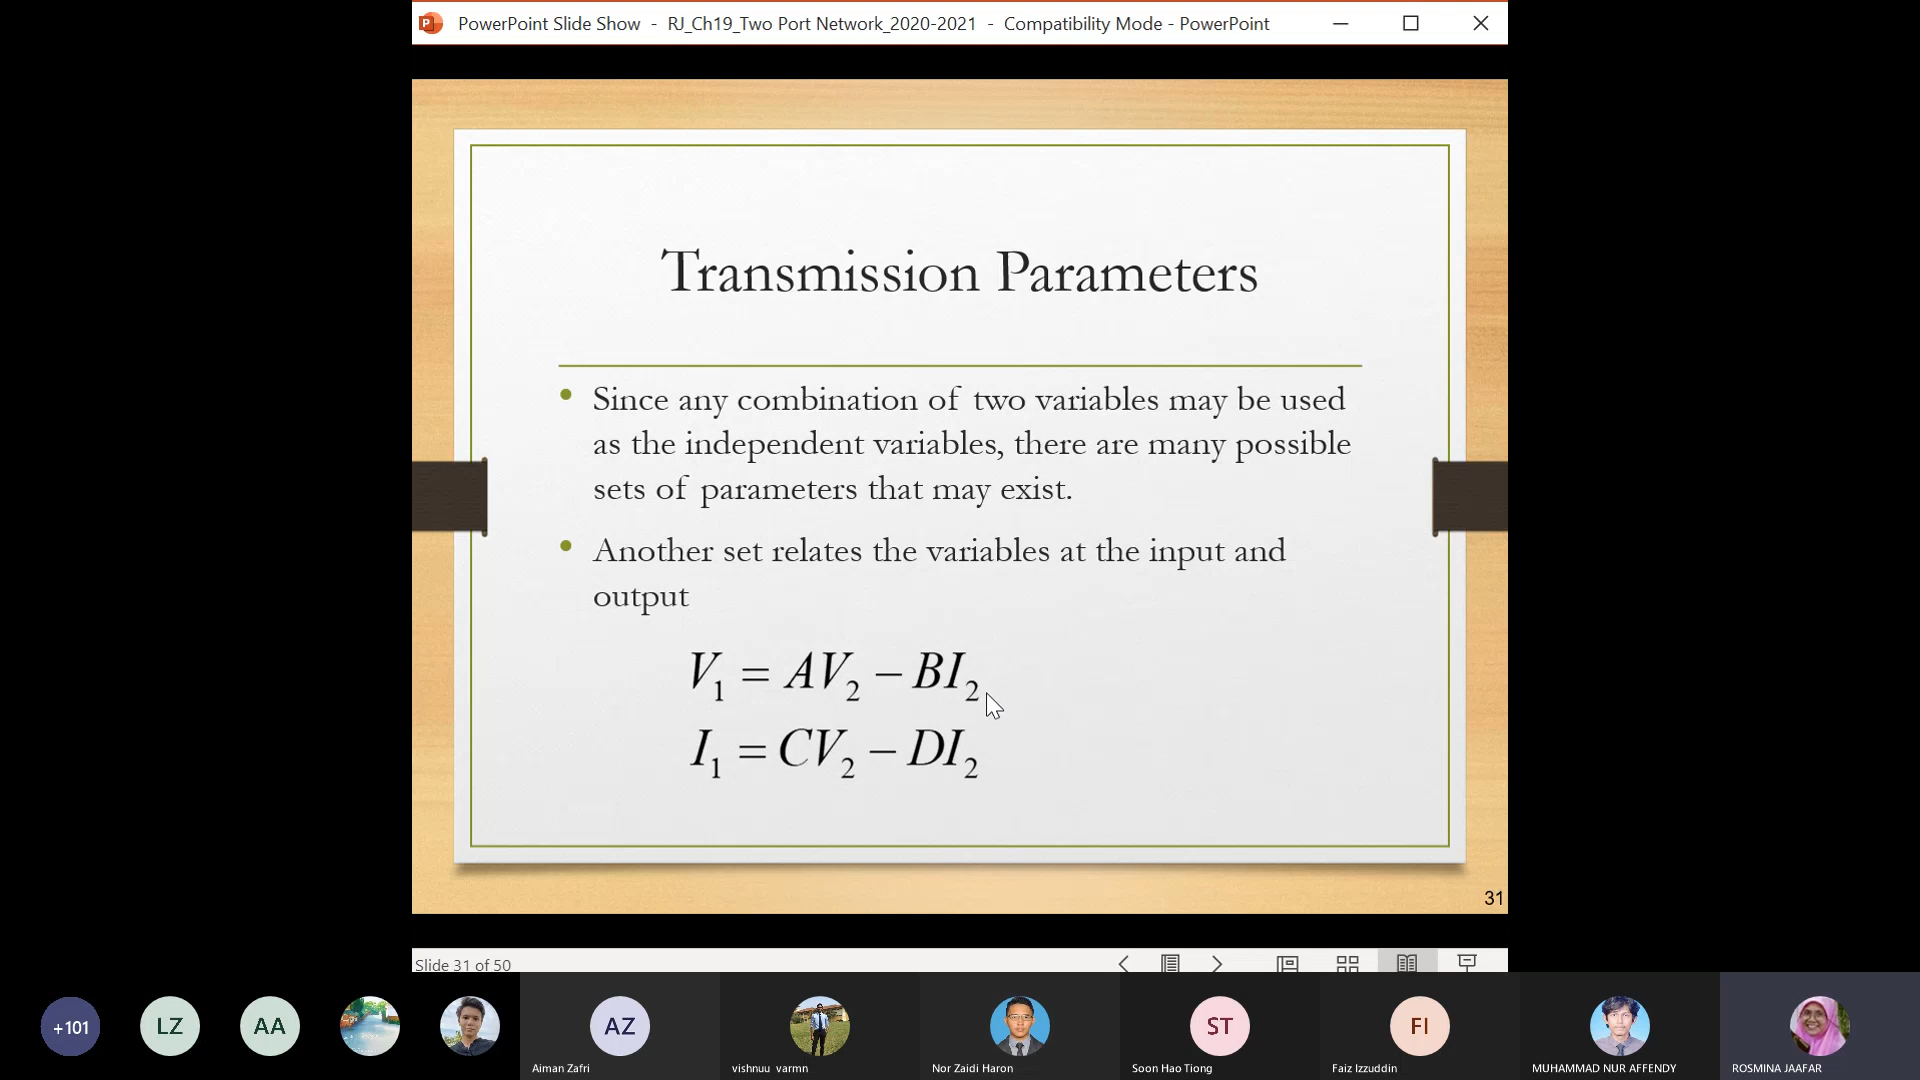 PowerPoint Slide Show - RJ_Ch19_Two Port Network_2020-2021 - Compatibility Mode - PowerPoint
Transmission Parameters
• Since any combination of two variables may be used
as the independent variables, there are many possible
sets of parameters that may exist.
• Another set relates the variables at the input and
output
V₁ = AV₂ − BI₂
I₁ = CV₂ − DI₂
31
Slide 31 of 50
+101
LZ
AA
AZ
ST
FI
Aiman Zafri
vishnuu varmn
Nor Zaidi Haron
Soon Hao Tiong
Faiz Izzuddin
MUHAMMAD NUR AFFENDY
ROSMINA JAAFAR